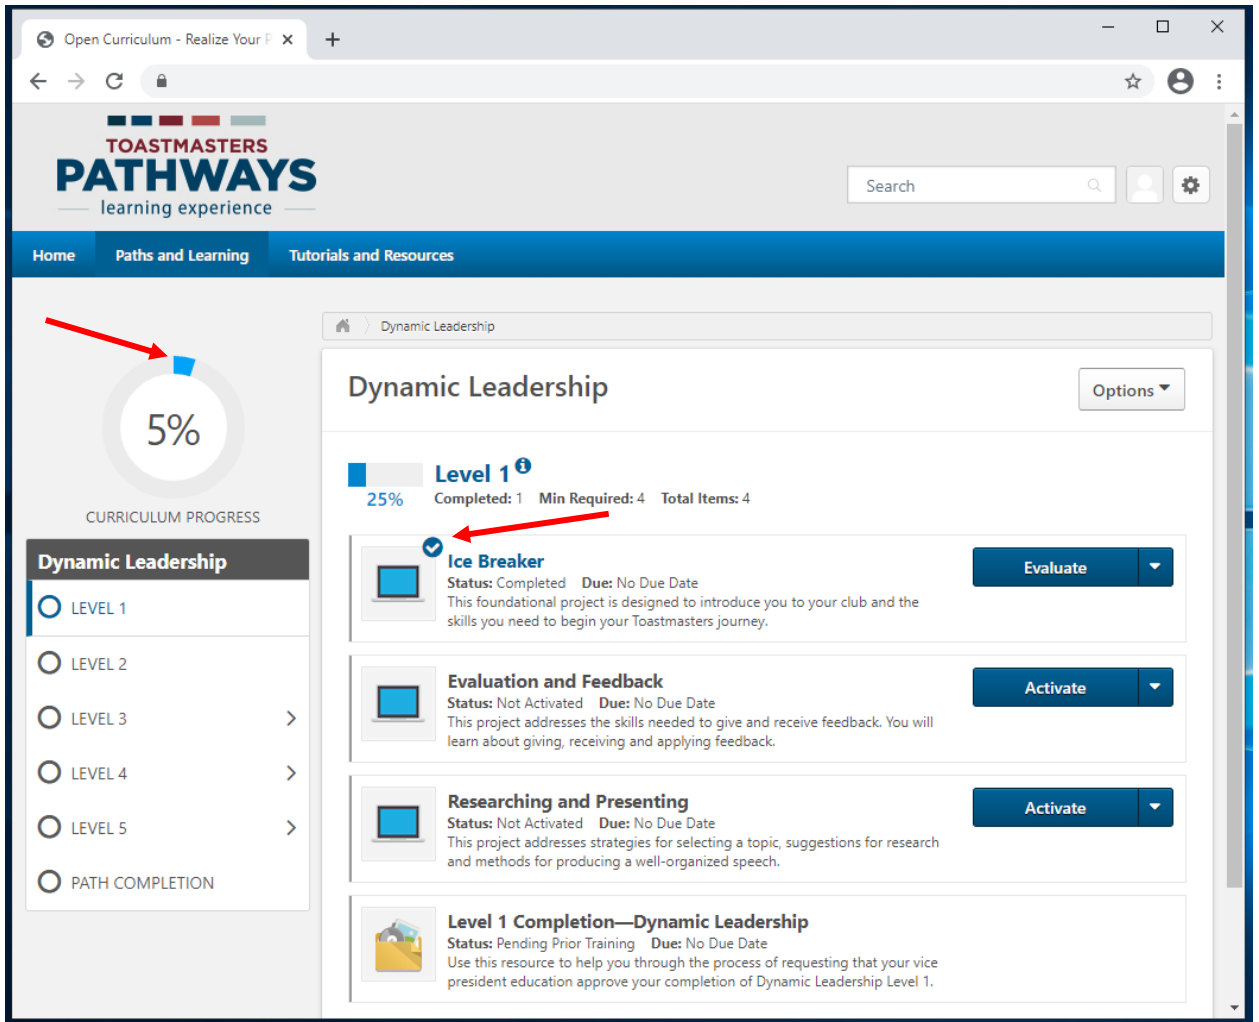 Open Curriculum - Realize Your P
TOASTMASTERS
PATHWAYS
learning experience
Search
Home Paths and Learning Tutorials and Resources
Dynamic Leadership
5%
CURRICULUM PROGRESS
Dynamic Leadership
LEVEL 1
LEVEL 2
LEVEL 3
LEVEL 4
LEVEL 5
PATH COMPLETION
Dynamic Leadership
Options
Level 1
25%
Completed: 1 Min Required: 4 Total Items: 4
Ice Breaker
Status: Completed Due: No Due Date
This foundational project is designed to introduce you to your club and the
skills you need to begin your Toastmasters journey.
Evaluate
Evaluation and Feedback
Status: Not Activated Due: No Due Date
This project addresses the skills needed to give and receive feedback. You will
learn about giving, receiving and applying feedback.
Activate
Researching and Presenting
Status: Not Activated Due: No Due Date
This project addresses strategies for selecting a topic, suggestions for research
and methods for producing a well-organized speech.
Activate
Level 1 Completion—Dynamic Leadership
Status: Pending Prior Training Due: No Due Date
Use this resource to help you through the process of requesting that your vice
president education approve your completion of Dynamic Leadership Level 1.